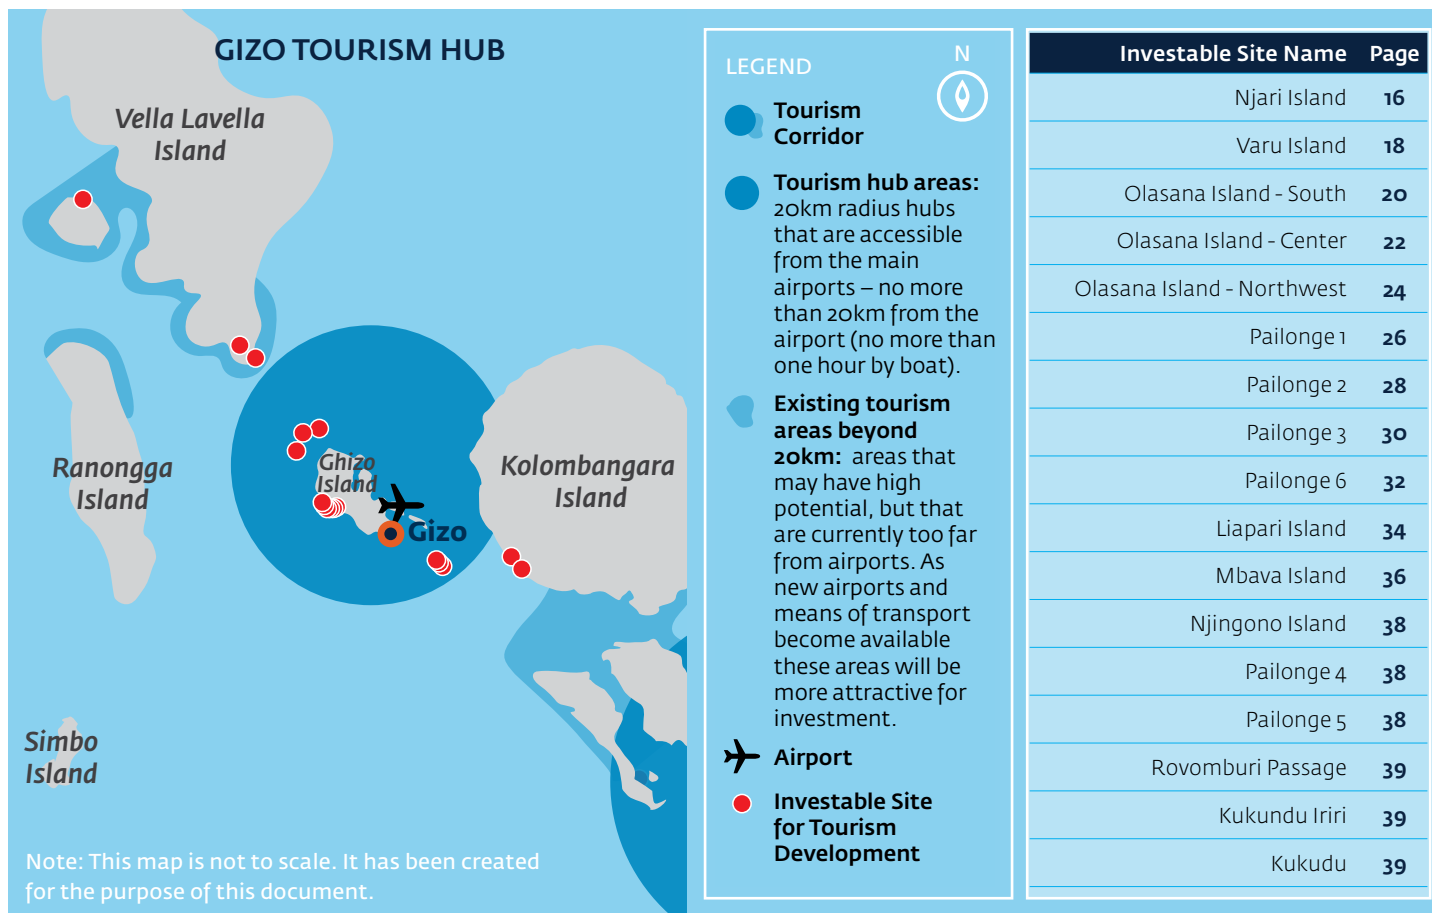 GIZO TOURISM HUB
Vella Lavella
Island
Ranongga
Island
Ghizo
Island
Gizo
Kolombangara
Island
Simbo
Island
Note: This map is not to scale. It has been created
for the purpose of this document.
LEGEND
N
Tourism
Corridor
Tourism hub areas:
20km radius hubs
that are accessible
from the main
airports – no more
than 20km from the
airport (no more than
one hour by boat).
Existing tourism
areas beyond
20km: areas that
may have high
potential, but that
are currently too far
from airports. As
new airports and
means of transport
become available
these areas will be
more attractive for
investment.
Airport
Investable Site
for Tourism
Development
Investable Site Name Page
Njari Island 16
Varu Island 18
Olasana Island - South 20
Olasana Island - Center 22
Olasana Island - Northwest 24
Pailonge 1 26
Pailonge 2 28
Pailonge 3 30
Pailonge 6 32
Liapari Island 34
Mbava Island 36
Njingono Island 38
Pailonge 4 38
Pailonge 5 38
Rovomburi Passage 39
Kukundu Iriri 39
Kukudu 39